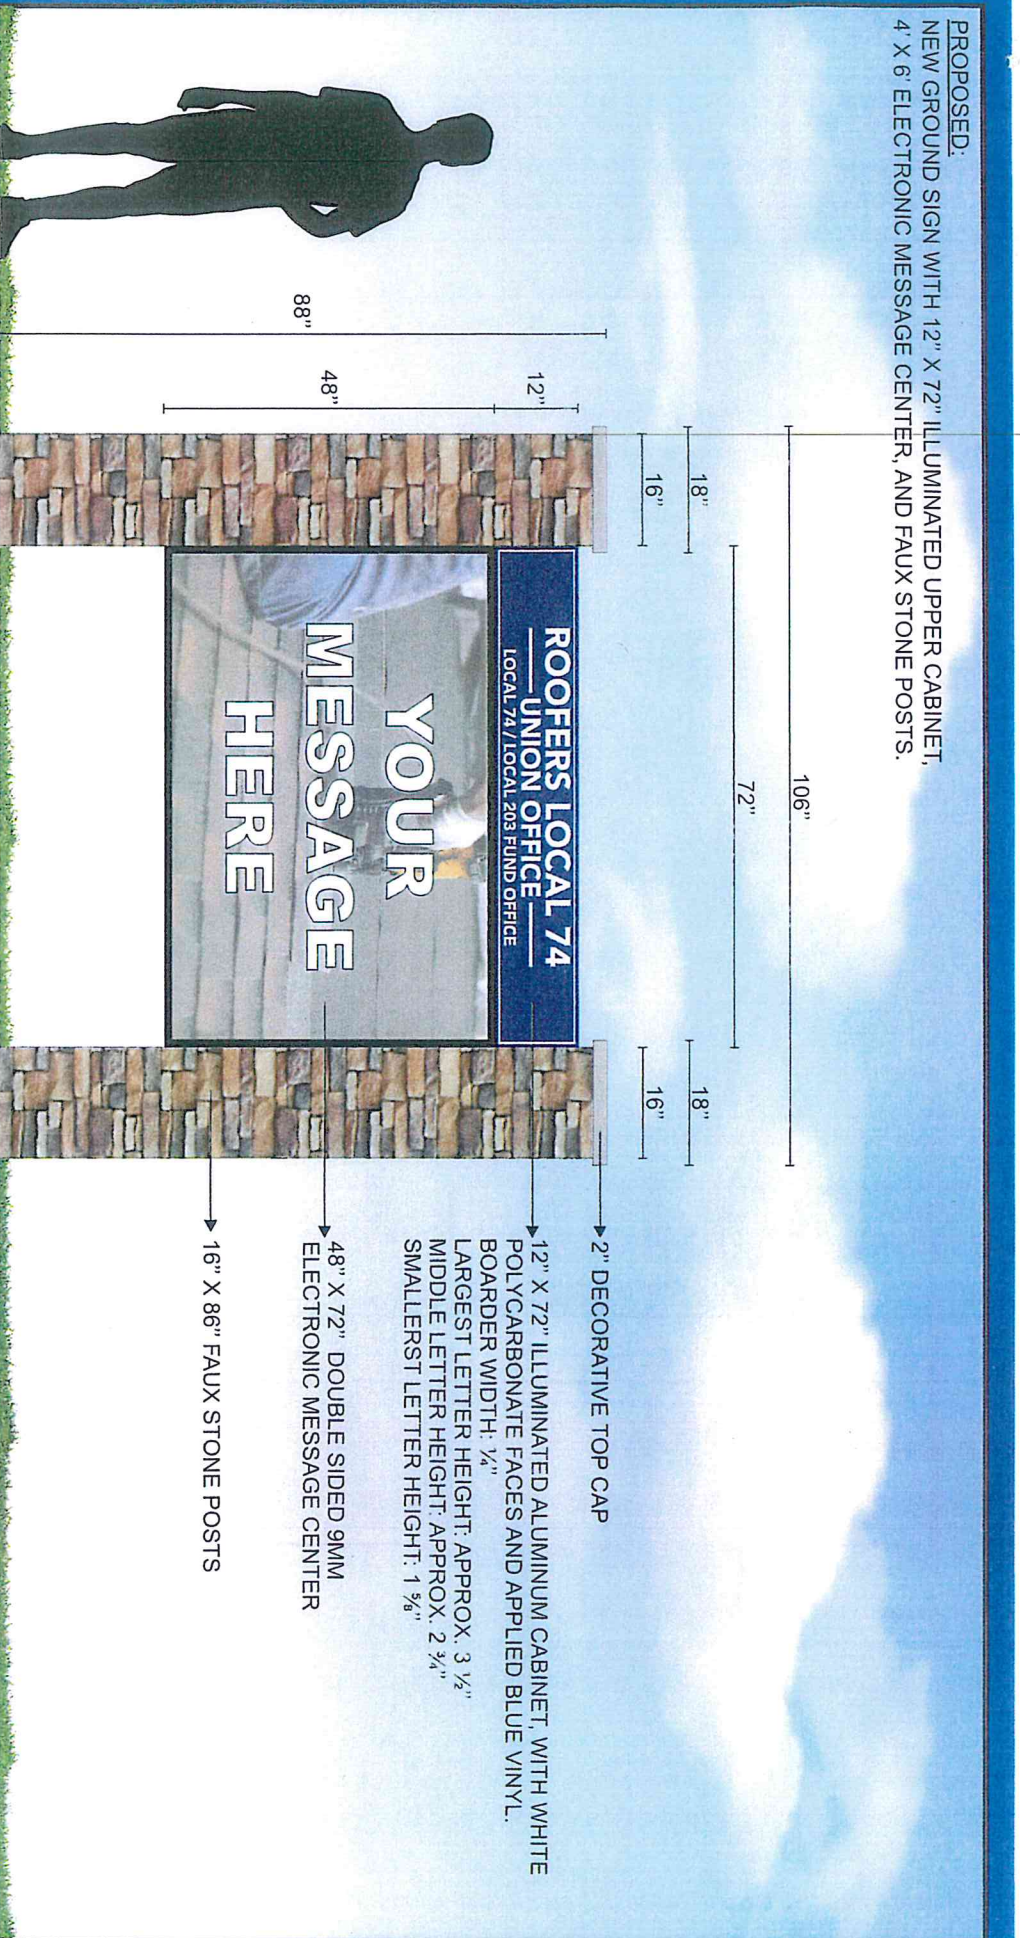 PROPOSED:
NEW GROUND SIGN WITH 12" X 72" ILLUMINATED UPPER CABINET,
4' X 6' ELECTRONIC MESSAGE CENTER, AND FAUX STONE POSTS.
106"
72"
18"
18"
16"
16"
88"
12"
48"
ROOFERS LOCAL 74
UNION OFFICE
LOCAL 74 / LOCAL 203 FUND OFFICE
YOUR
MESSAGE
HERE
2" DECORATIVE TOP CAP
12" X 72" ILLUMINATED ALUMINUM CABINET, WITH WHITE
POLYCARBONATE FACES AND APPLIED BLUE VINYL.
BOARDER WIDTH: ¼"
LARGEST LETTER HEIGHT: APPROX. 3 ½"
MIDDLE LETTER HEIGHT: APPROX. 2 ¾"
SMALLERST LETTER HEIGHT: 1 ⅝"
48" X 72" DOUBLE SIDED 9MM
ELECTRONIC MESSAGE CENTER
16" X 86" FAUX STONE POSTS